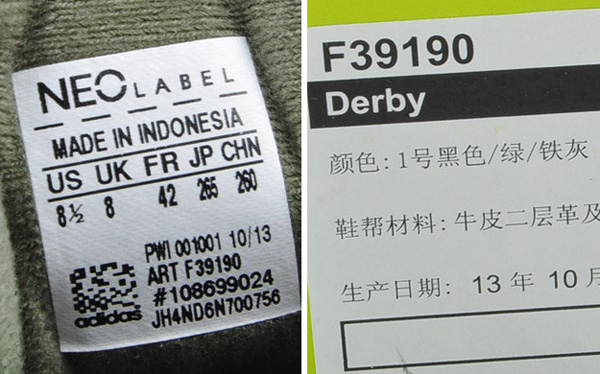 NEO LABEL
MADE IN INDONESIA
US UK FR JP CHN
8½ 8 42 265 260
PW1 001001 10/13
ART F39190
#108699024
adidas JH4ND6N700756
F39190
Derby
颜色: 1号黑色/绿/铁灰
鞋帮材料: 牛皮二层革及
生产日期: 13 年 10 月